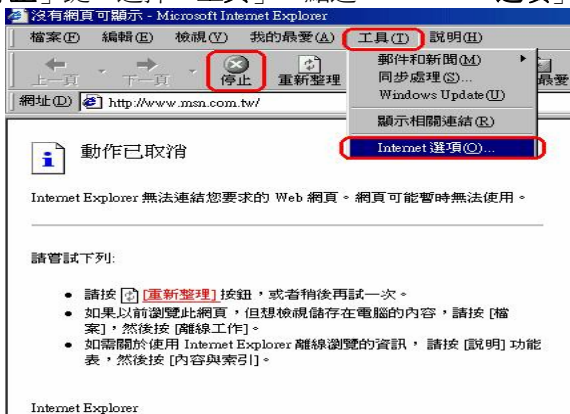 沒有網頁可顯示 - Microsoft Internet Explorer
檔案(F) 編輯(E) 檢視(V) 我的最愛(A) 工具(T) 說明(H)
上一頁 下一頁 停止 重新整理 最愛
郵件和新聞(M)
同步處理(S)...
Windows Update(U)
顯示相關連結(R)
Internet 選項(O)...
網址(D) http://www.msn.com.tw/
動作已取消
Internet Explorer 無法連結您要求的 Web 網頁。網頁可能暫時無法使用。
請嘗試下列:
請按 [重新整理] 按鈕，或者稍後再試一次。
如果以前瀏覽此網頁，但想檢視儲存在電腦的內容，請按 [檔
案]，然後按 [離線工作]。
如需關於使用 Internet Explorer 離線瀏覽的資訊， 請按 [說明] 功能
表，然後按 [內容與索引]。
Internet Explorer